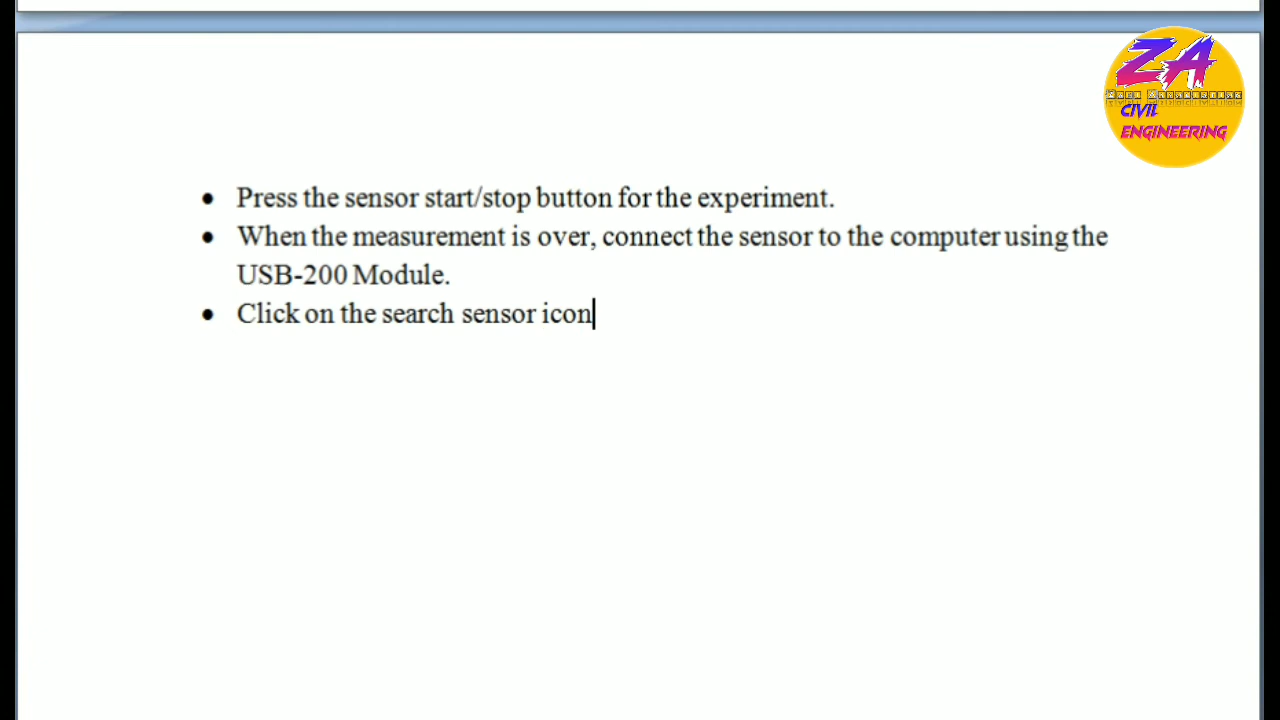 ZA
CIVIL
ENGINEERING
• Press the sensor start/stop button for the experiment.
• When the measurement is over, connect the sensor to the computer using the
USB-200 Module.
• Click on the search sensor icon